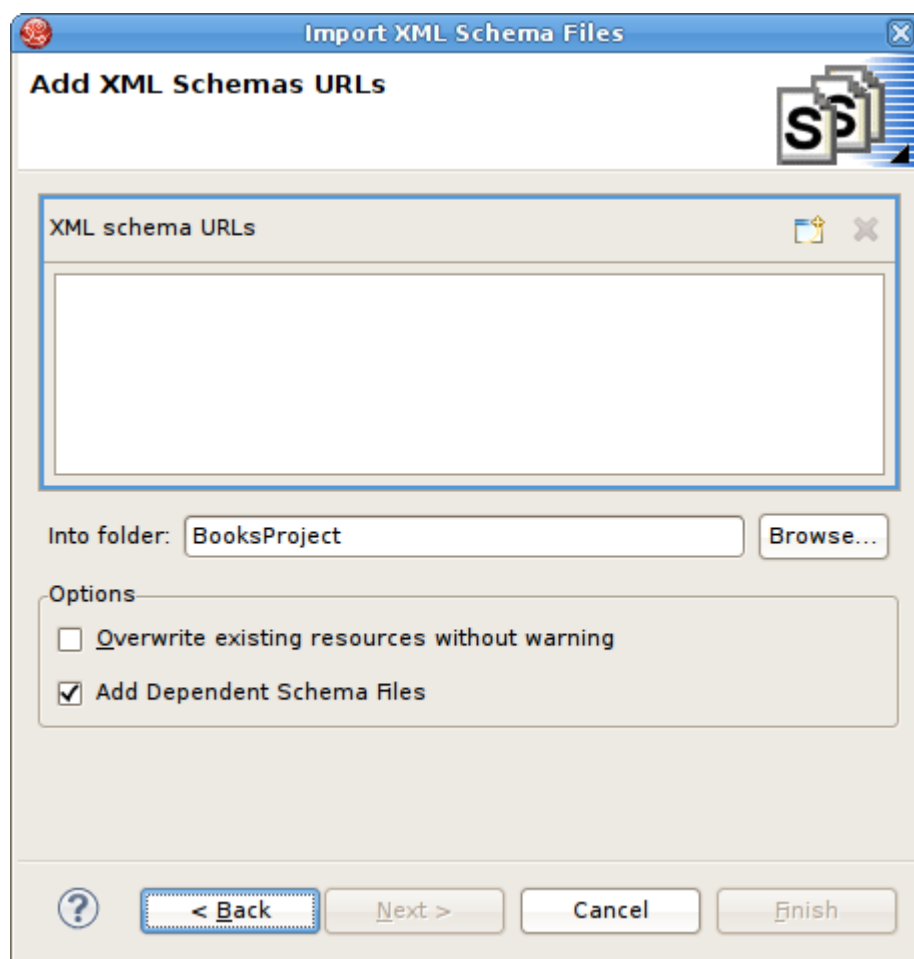 Import XML Schema Files
Add XML Schemas URLs
S S
XML schema URLs
Into folder: BooksProject Browse...
Options
Overwrite existing resources without warning
Add Dependent Schema Files
? < Back Next > Cancel Finish